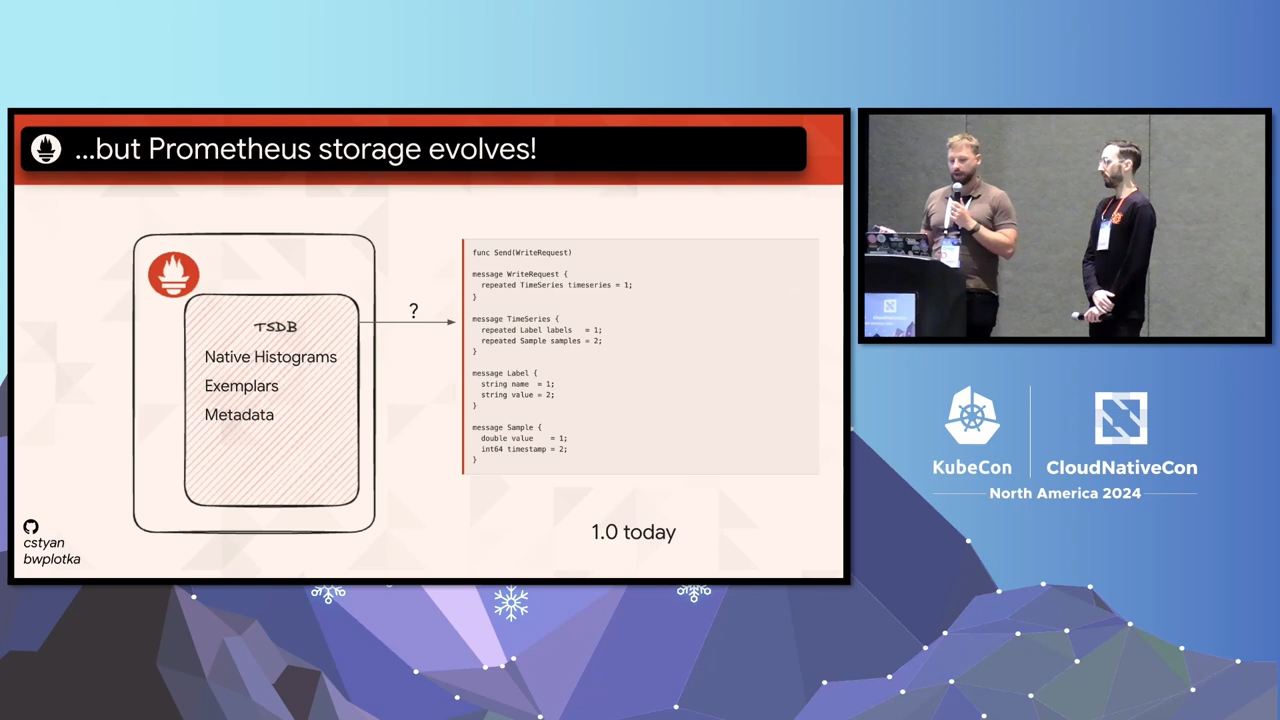 ...but Prometheus storage evolves!
TSDB
Native Histograms
Exemplars
Metadata
?
func Send(WriteRequest)
message WriteRequest {
repeated TimeSeries timeseries = 1;
}
message TimeSeries {
repeated Label labels = 1;
repeated Sample samples = 2;
}
message Label {
string name = 1;
string value = 2;
}
message Sample {
double value = 1;
int64 timestamp = 2;
}
1.0 today
cstyan
bwplotka
KubeCon
CloudNativeCon
North America 2024